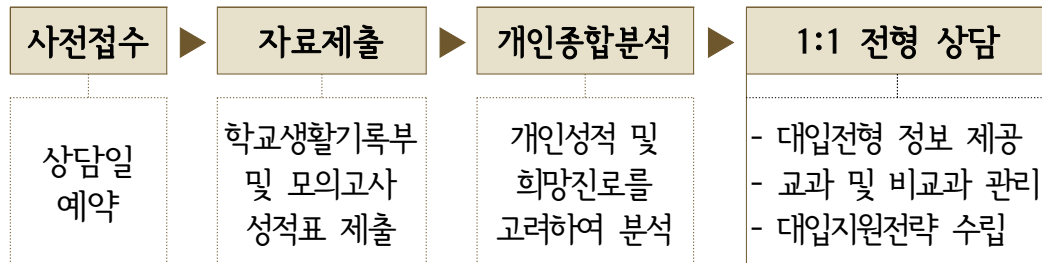 사전접수
자료제출
개인종합분석
1:1 전형 상담
상담일
예약
학교생활기록부
및 모의고사
성적표 제출
개인성적 및
희망진로를
고려하여 분석
- 대입전형 정보 제공
- 교과 및 비교과 관리
- 대입지원전략 수립